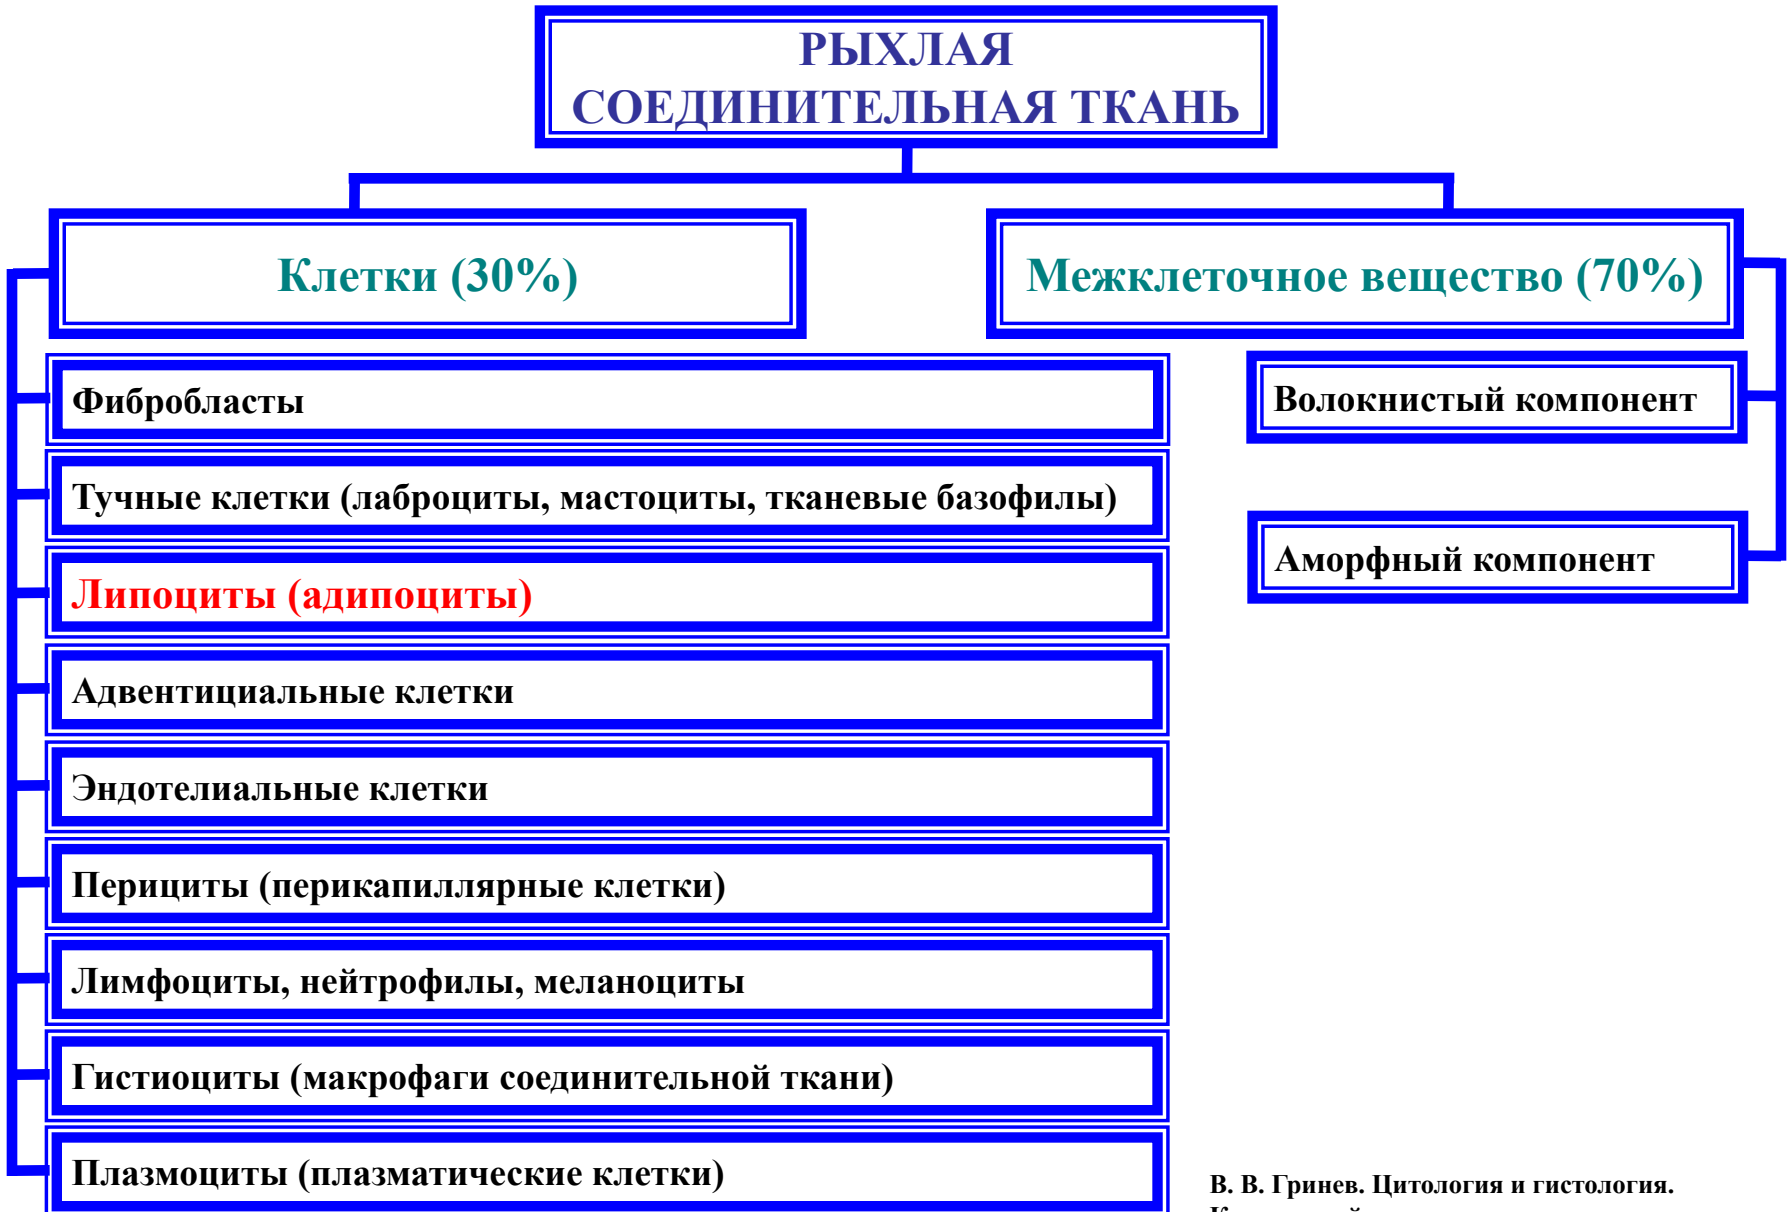 РЫХЛАЯ
СОЕДИНИТЕЛЬНАЯ ТКАНЬ
Клетки (30%)
Межклеточное вещество (70%)
Фибробласты
Тучные клетки (лаброциты, мастоциты, тканевые базофилы)
Липоциты (адипоциты)
Адвентициальные клетки
Эндотелиальные клетки
Перициты (перикапиллярные клетки)
Лимфоциты, нейтрофилы, меланоциты
Гистиоциты (макрофаги соединительной ткани)
Плазмоциты (плазматические клетки)
Волокнистый компонент
Аморфный компонент
В. В. Гринев. Цитология и гистология.